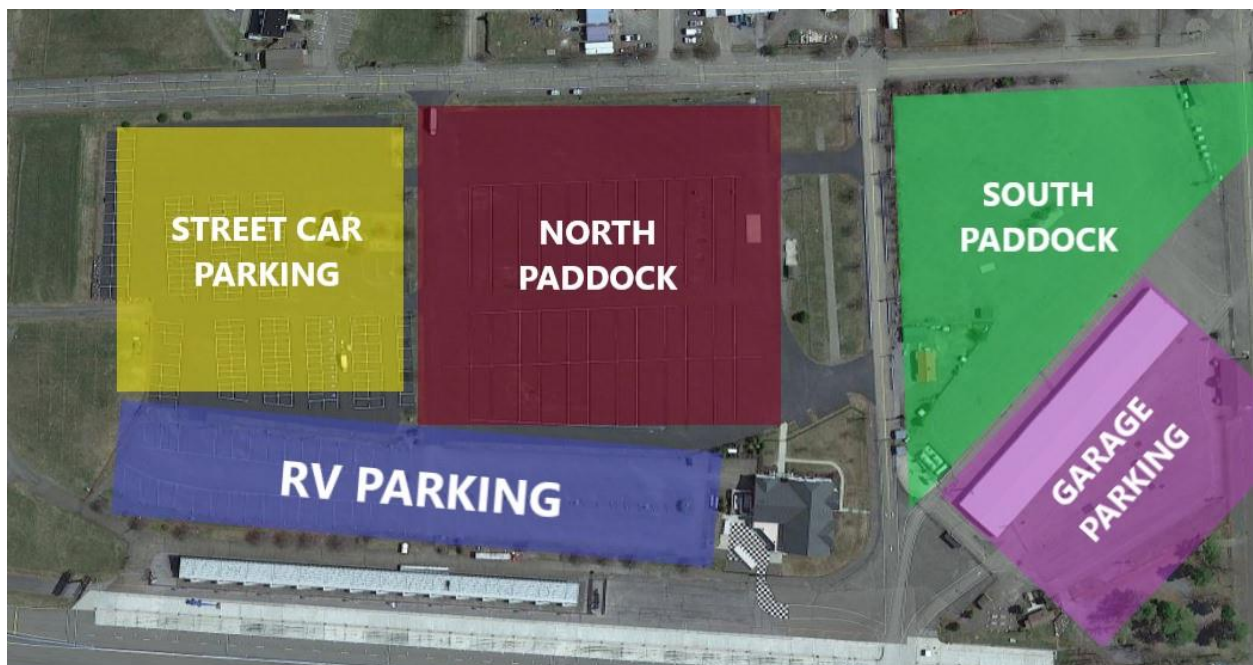 STREET CAR
PARKING
NORTH
PADDOCK
SOUTH
PADDOCK
RV PARKING
GARAGE
PARKING